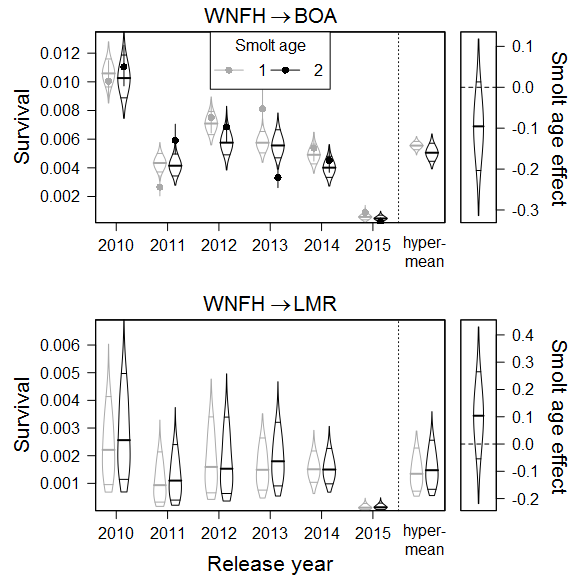 WNFH→BOA
Smolt age
1 2
Survival
0.012
0.010
0.008
0.006
0.004
0.002
2010 2011 2012 2013 2014 2015 hyper-
mean
0.1
0.0
-0.1
-0.2
-0.3
Smolt age effect
WNFH→LMR
Survival
0.006
0.005
0.004
0.003
0.002
0.001
2010 2011 2012 2013 2014 2015 hyper-
mean
Release year
0.4
0.3
0.2
0.1
0.0
-0.1
-0.2
Smolt age effect